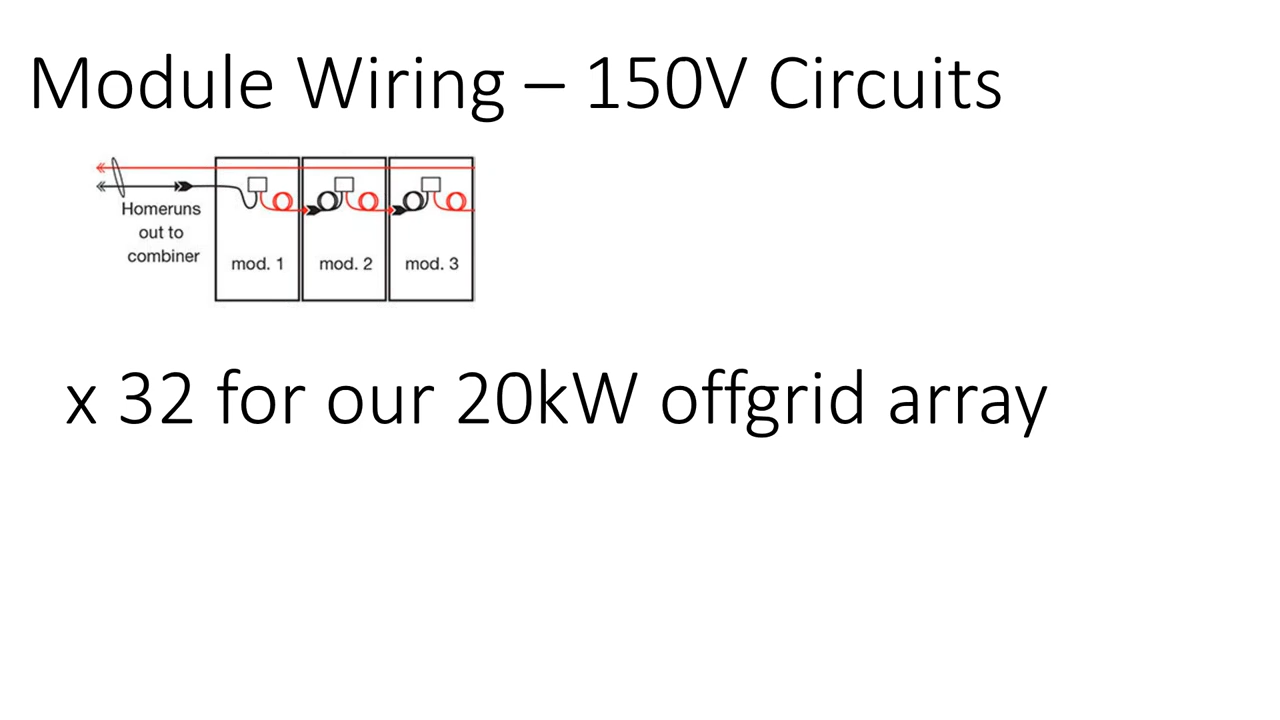 Module Wiring – 150V Circuits
Homeruns
out to
combiner
mod. 1
mod. 2
mod. 3
x 32 for our 20kW offgrid array